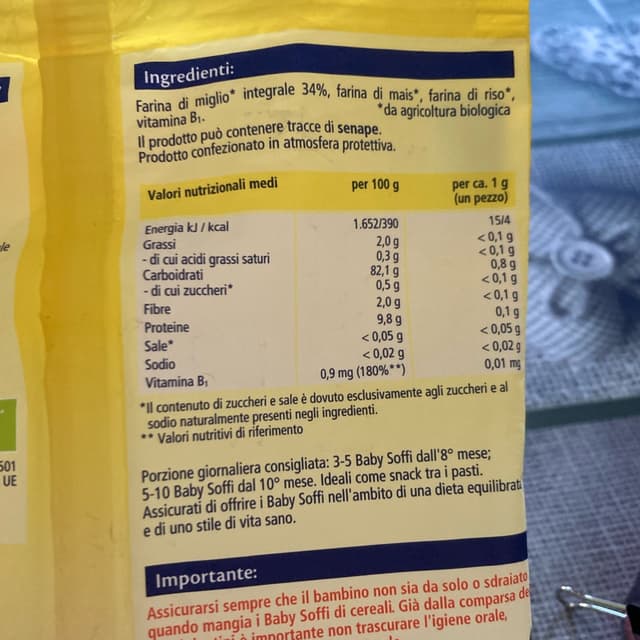 Ingredienti:
Farina di miglio* integrale 34%, farina di mais*, farina di riso*,
vitamina B₁. *da agricoltura biologica
Il prodotto può contenere tracce di senape.
Prodotto confezionato in atmosfera protettiva.
Valori nutrizionali medi per 100 g per ca. 1 g
(un pezzo)
Energia kJ / kcal 1.652/390 15/4
Grassi 2,0 g <0,1 g
- di cui acidi grassi saturi 0,3 g <0,1 g
Carboidrati 82,1 g 0,8 g
- di cui zuccheri* 0,5 g <0,1 g
Fibre 2,0 g <0,1 g
Proteine 9,8 g 0,1 g
Sale* <0,05 g <0,05 g
Sodio <0,02 g <0,02 g
Vitamina B₁ 0,9 mg (180%**) 0,01 mg
*Il contenuto di zuccheri e sale è dovuto esclusivamente agli zuccheri e al
sodio naturalmente presenti negli ingredienti.
** Valori nutritivi di riferimento
Porzione giornaliera consigliata: 3-5 Baby Soffi dall'8° mese;
5-10 Baby Soffi dal 10° mese. Ideali come snack tra i pasti.
Assicurati di offrire i Baby Soffi nell'ambito di una dieta equilibrata
e di uno stile di vita sano.
Importante:
Assicurarsi sempre che il bambino non sia da solo o sdraiato
quando mangia i Baby Soffi di cereali. Già dalla comparsa de
è importante non trascurare l'igiene orale,
501
UE